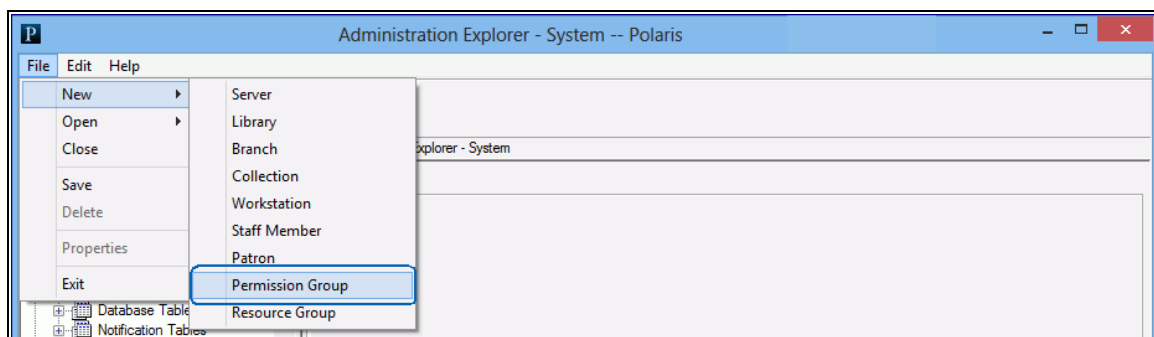 P
Administration Explorer - System -- Polaris
File Edit Help
New
Open
Close
Save
Delete
Properties
Exit
Server
Library
Branch
Collection
Workstation
Staff Member
Patron
Permission Group
Resource Group
Explorer - System
Database Table
Notification Tables